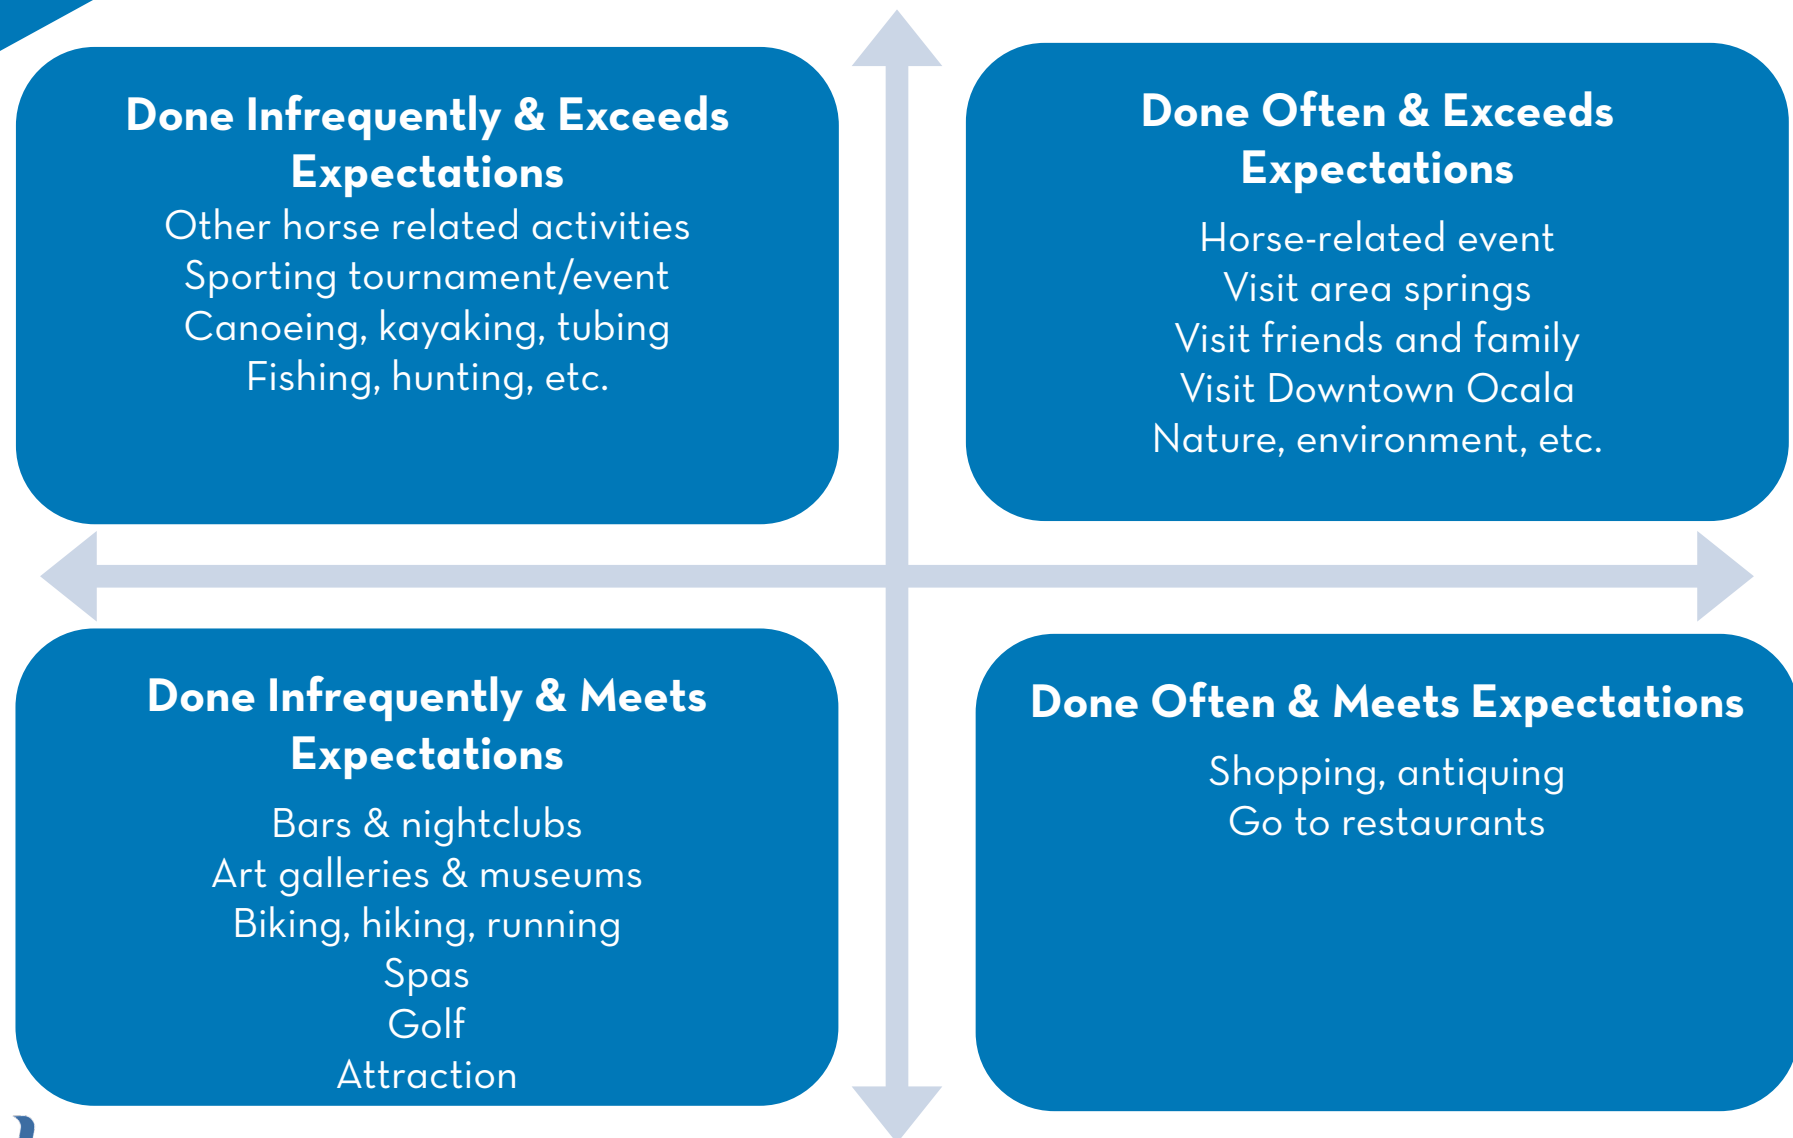 Done Infrequently & Exceeds
Expectations
Other horse related activities
Sporting tournament/event
Canoeing, kayaking, tubing
Fishing, hunting, etc.
Done Often & Exceeds
Expectations
Horse-related event
Visit area springs
Visit friends and family
Visit Downtown Ocala
Nature, environment, etc.
Done Infrequently & Meets
Expectations
Bars & nightclubs
Art galleries & museums
Biking, hiking, running
Spas
Golf
Attraction
Done Often & Meets Expectations
Shopping, antiquing
Go to restaurants